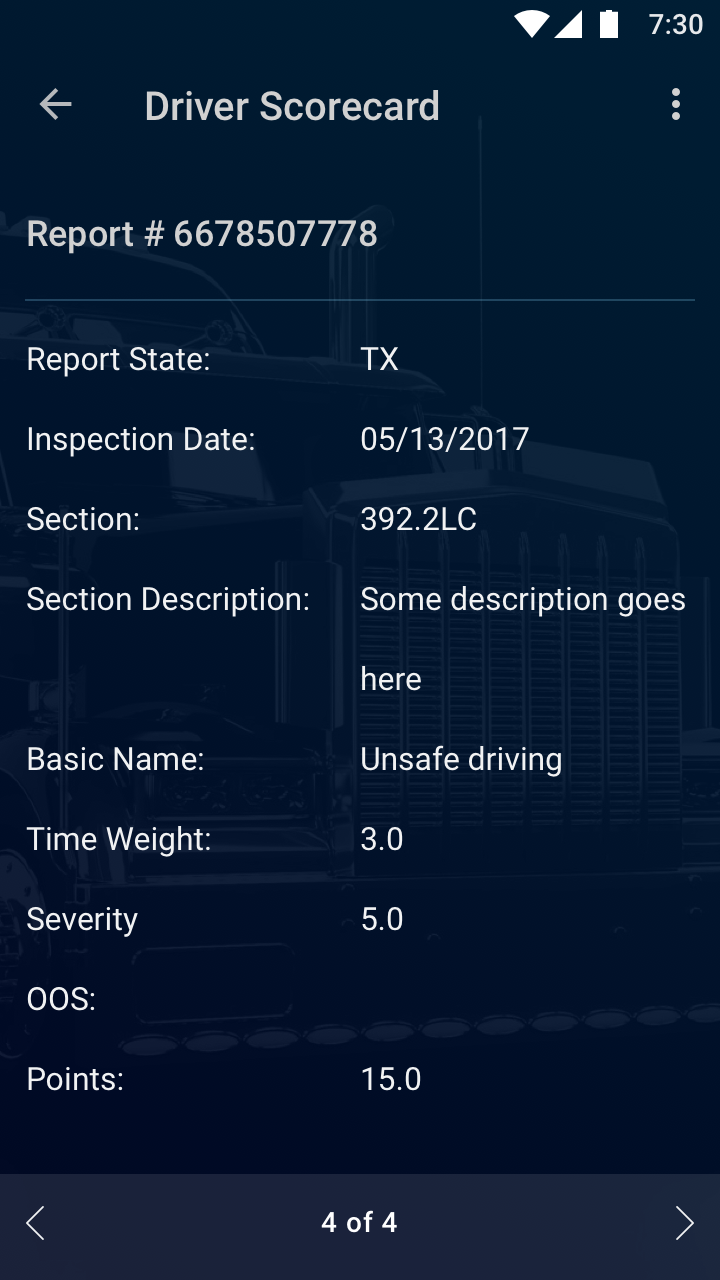 7:30
Driver Scorecard
Report # 6678507778
Report State: TX
Inspection Date: 05/13/2017
Section: 392.2LC
Section Description: Some description goes
here
Basic Name: Unsafe driving
Time Weight: 3.0
Severity 5.0
OOS:
Points: 15.0
4 of 4